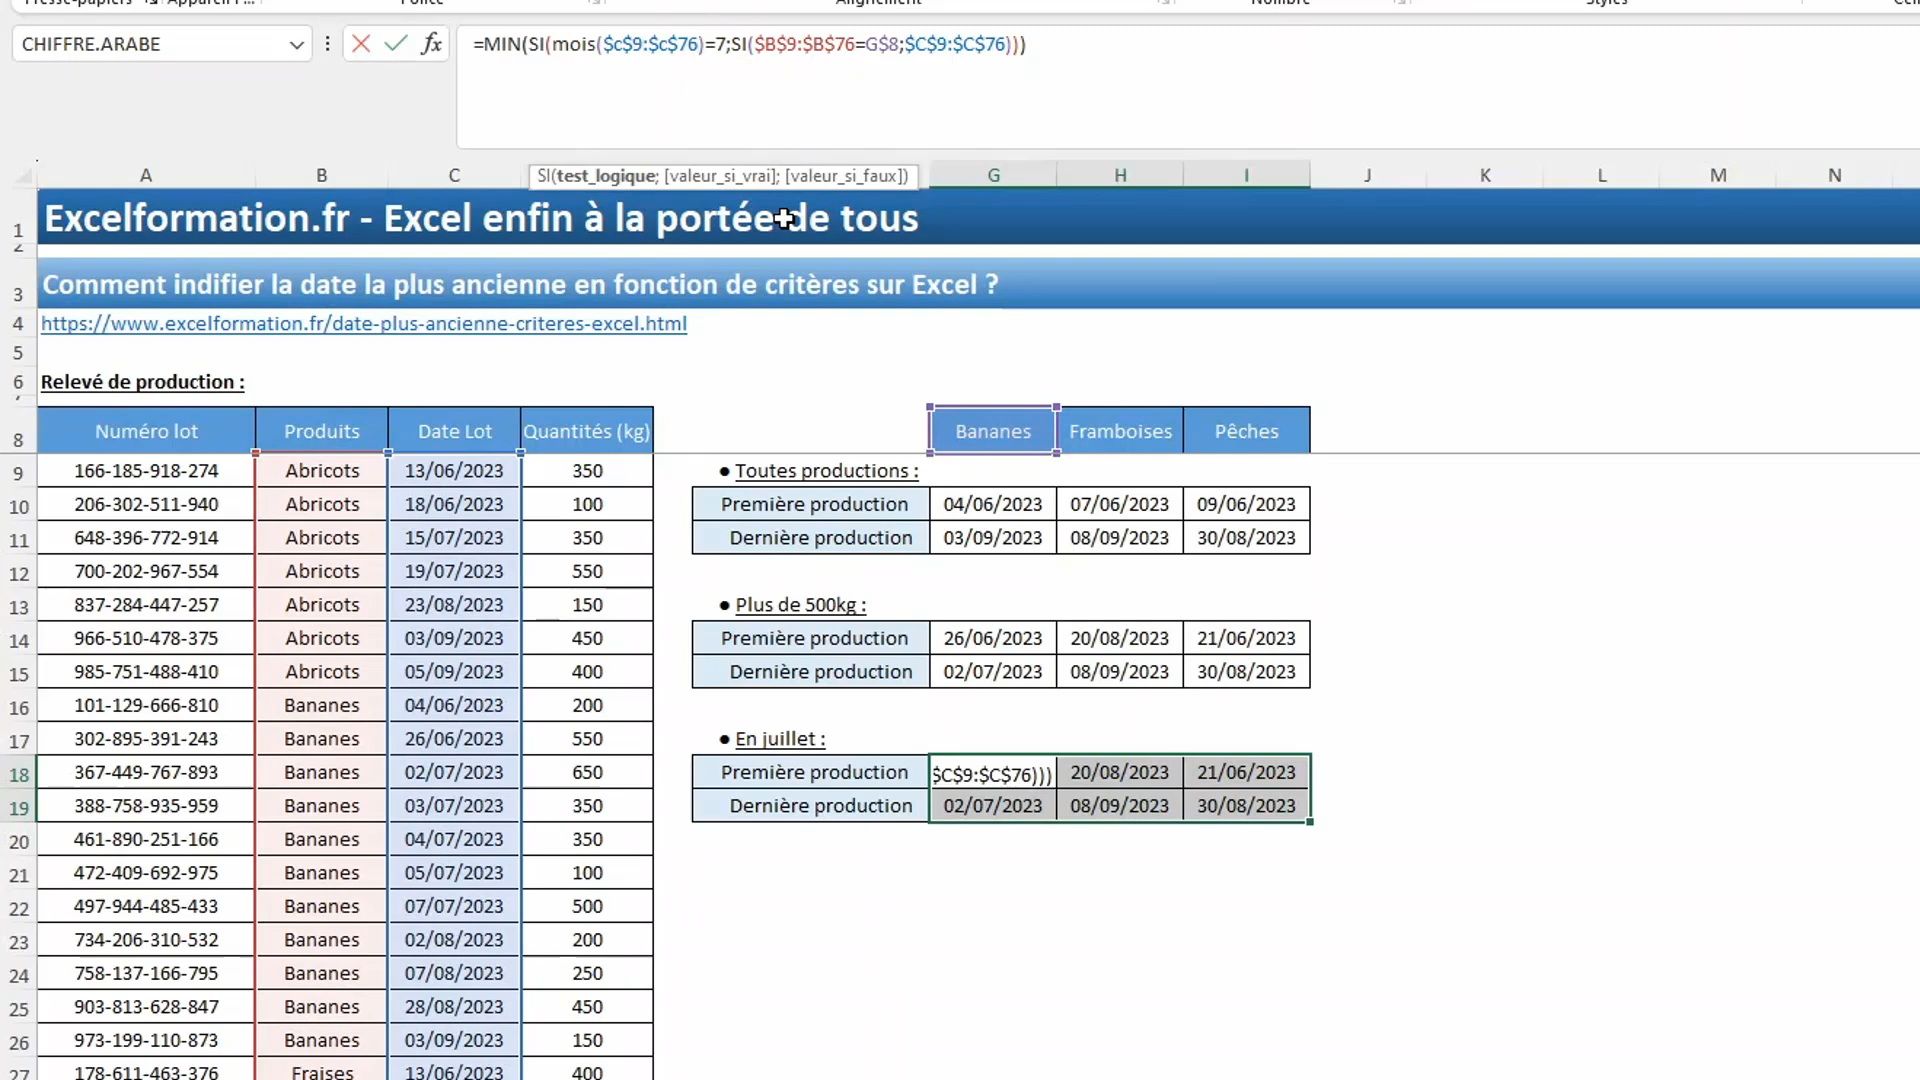 Presse-papiers
Police
Alignement
Nombre
Styles
CHIFFRE.ARABE
fx
=MIN(SI(mois($c$9:$c$76)=7;SI($B$9:$B$76=G$8;$C$9:$C$76)))
A B C G H I J K L M N
SI(test_logique; [valeur_si_vrai]; [valeur_si_faux])
1 Excelformation.fr - Excel enfin à la portée de tous
2
3 Comment indifier la date la plus ancienne en fonction de critères sur Excel ?
4 https://www.excelformation.fr/date-plus-ancienne-criteres-excel.html
5
6 Relevé de production :
8 Numéro lot Produits Date Lot Quantités (kg) Bananes Framboises Pêches
9 166-185-918-274 Abricots 13/06/2023 350 ● Toutes productions :
10 206-302-511-940 Abricots 18/06/2023 100 Première production 04/06/2023 07/06/2023 09/06/2023
11 648-396-772-914 Abricots 15/07/2023 350 Dernière production 03/09/2023 08/09/2023 30/08/2023
12 700-202-967-554 Abricots 19/07/2023 550
13 837-284-447-257 Abricots 23/08/2023 150 ● Plus de 500kg :
14 966-510-478-375 Abricots 03/09/2023 450 Première production 26/06/2023 20/08/2023 21/06/2023
15 985-751-488-410 Abricots 05/09/2023 400 Dernière production 02/07/2023 08/09/2023 30/08/2023
16 101-129-666-810 Bananes 04/06/2023 200
17 302-895-391-243 Bananes 26/06/2023 550 ● En juillet :
18 367-449-767-893 Bananes 02/07/2023 650 Première production $C$9:$C$76))) 20/08/2023 21/06/2023
19 388-758-935-959 Bananes 03/07/2023 350 Dernière production 02/07/2023 08/09/2023 30/08/2023
20 461-890-251-166 Bananes 04/07/2023 350
21 472-409-692-975 Bananes 05/07/2023 100
22 497-944-485-433 Bananes 07/07/2023 500
23 734-206-310-532 Bananes 02/08/2023 200
24 758-137-166-795 Bananes 07/08/2023 250
25 903-813-628-847 Bananes 28/08/2023 450
26 973-199-110-873 Bananes 03/09/2023 150
27 178-611-463-376 Fraises 13/06/2023 400